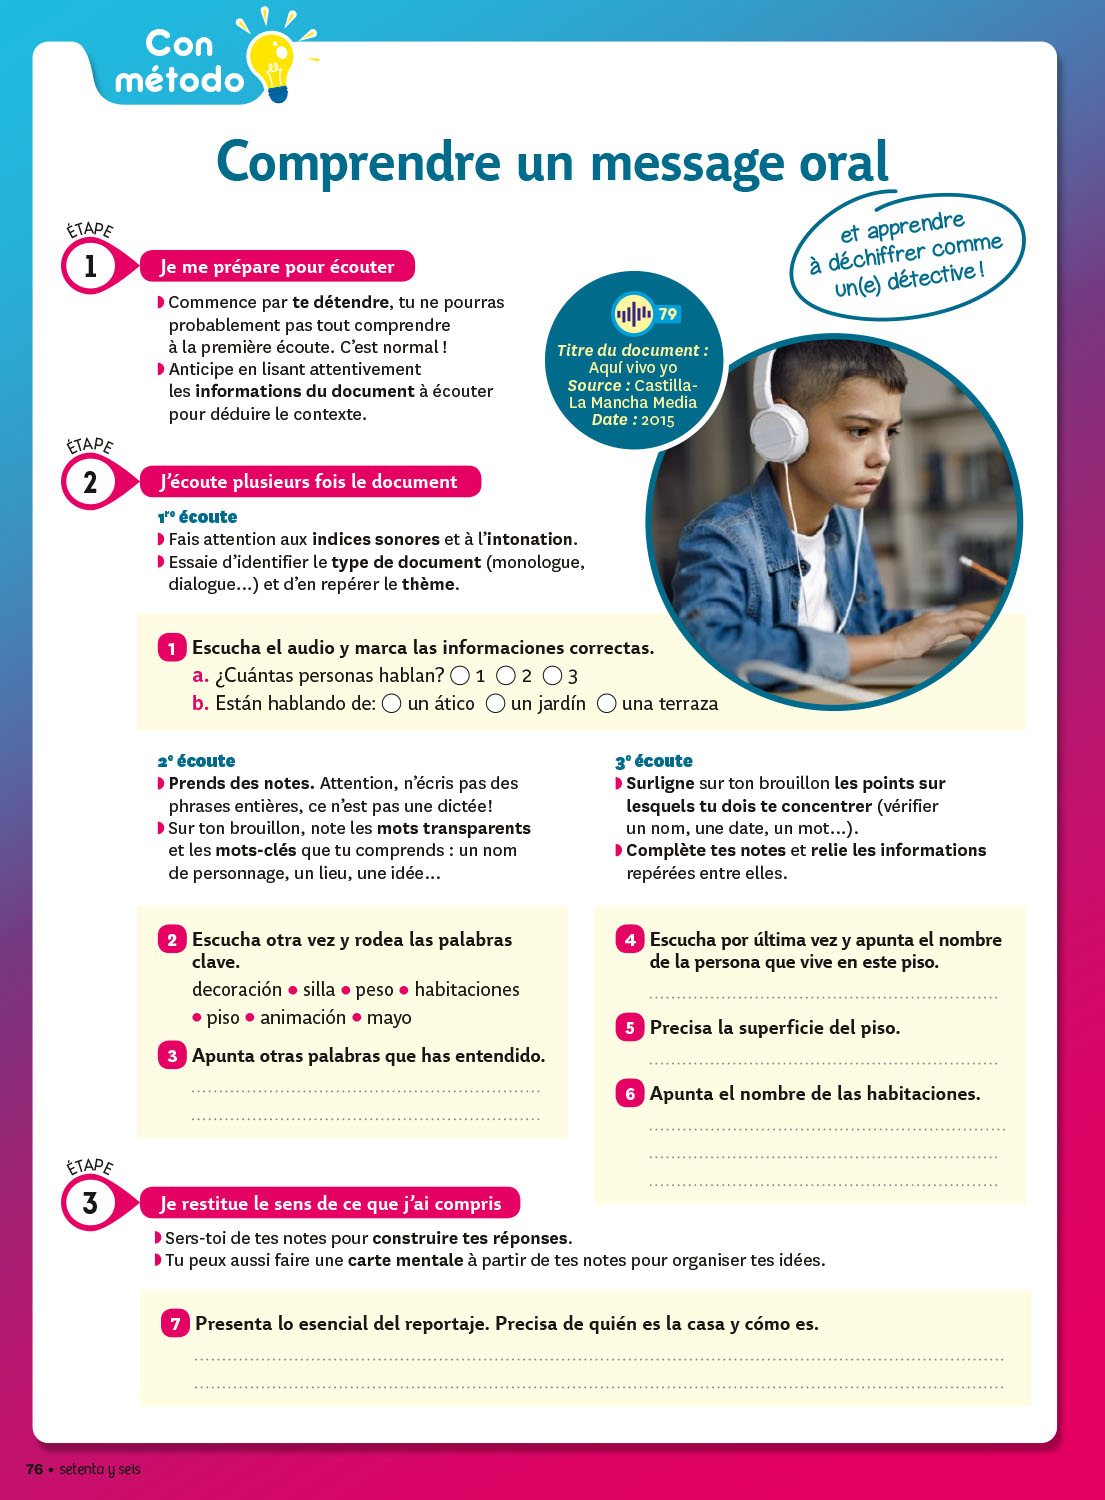 Con
método
Comprendre un message oral
et apprendre
à déchiffrer comme
un(e) détective !
ÉTAPE
1
Je me prépare pour écouter
Commence par te détendre, tu ne pourras
probablement pas tout comprendre
à la première écoute. C’est normal !
Anticipe en lisant attentivement
les informations du document à écouter
pour déduire le contexte.
79
Titre du document :
Aquí vivo yo
Source : Castilla-
La Mancha Media
Date : 2015
ÉTAPE
2
J’écoute plusieurs fois le document
1re écoute
Fais attention aux indices sonores et à l’intonation.
Essaie d’identifier le type de document (monologue,
dialogue…) et d’en repérer le thème.
1 Escucha el audio y marca las informaciones correctas.
a. ¿Cuántas personas hablan? ◯ 1 ◯ 2 ◯ 3
b. Están hablando de: ◯ un ático ◯ un jardín ◯ una terraza
2e écoute
Prends des notes. Attention, n’écris pas des
phrases entières, ce n’est pas une dictée!
Sur ton brouillon, note les mots transparents
et les mots-clés que tu comprends : un nom
de personnage, un lieu, une idée…
3e écoute
Surligne sur ton brouillon les points sur
lesquels tu dois te concentrer (vérifier
un nom, une date, un mot…).
Complète tes notes et relie les informations
repérées entre elles.
2 Escucha otra vez y rodea las palabras
clave.
decoración • silla • peso • habitaciones
• piso • animación • mayo
3 Apunta otras palabras que has entendido.
4 Escucha por última vez y apunta el nombre
de la persona que vive en este piso.
5 Precisa la superficie del piso.
6 Apunta el nombre de las habitaciones.
ÉTAPE
3
Je restitue le sens de ce que j’ai compris
Sers-toi de tes notes pour construire tes réponses.
Tu peux aussi faire une carte mentale à partir de tes notes pour organiser tes idées.
7 Presenta lo esencial del reportaje. Precisa de quién es la casa y cómo es.
76 • setenta y seis